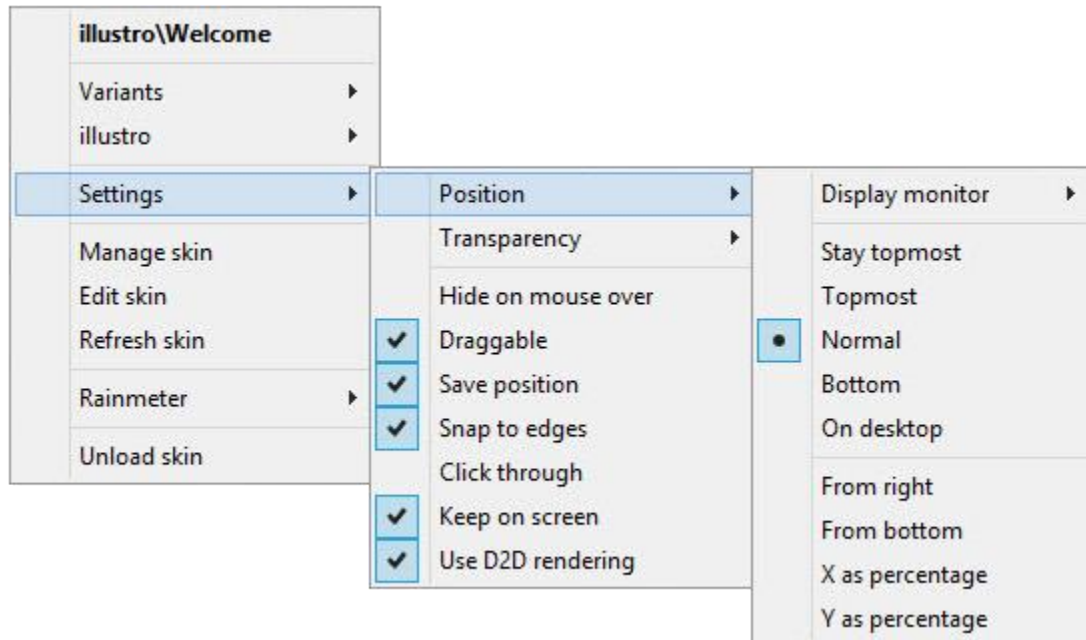 illustro\Welcome
Variants
illustro
Settings
Manage skin
Edit skin
Refresh skin
Rainmeter
Unload skin
Position
Transparency
Hide on mouse over
Draggable
Save position
Snap to edges
Click through
Keep on screen
Use D2D rendering
Display monitor
Stay topmost
Topmost
Normal
Bottom
On desktop
From right
From bottom
X as percentage
Y as percentage